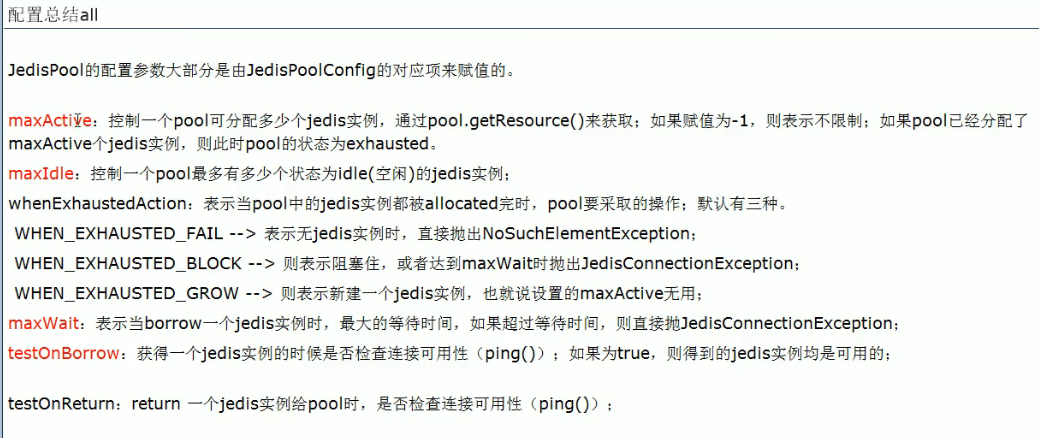 配置总结all
JedisPool的配置参数大部分是由JedisPoolConfig的对应项来赋值的。
maxActive：控制一个pool可分配多少个jedis实例，通过pool.getResource()来获取；如果赋值为-1，则表示不限制；如果pool已经分配了
maxActive个jedis实例，则此时pool的状态为exhausted。
maxIdle：控制一个pool最多有多少个状态为idle(空闲)的jedis实例；
whenExhaustedAction：表示当pool中的jedis实例都被allocated完时，pool要采取的操作；默认有三种。
WHEN_EXHAUSTED_FAIL --> 表示无jedis实例时，直接抛出NoSuchElementException；
WHEN_EXHAUSTED_BLOCK --> 则表示阻塞住，或者达到maxWait时抛出JedisConnectionException；
WHEN_EXHAUSTED_GROW --> 则表示新建一个jedis实例，也就说设置的maxActive无用；
maxWait：表示当borrow一个jedis实例时，最大的等待时间，如果超过等待时间，则直接抛JedisConnectionException；
testOnBorrow：获得一个jedis实例的时候是否检查连接可用性（ping()）；如果为true，则得到的jedis实例均是可用的；
testOnReturn：return 一个jedis实例给pool时，是否检查连接可用性（ping()）；